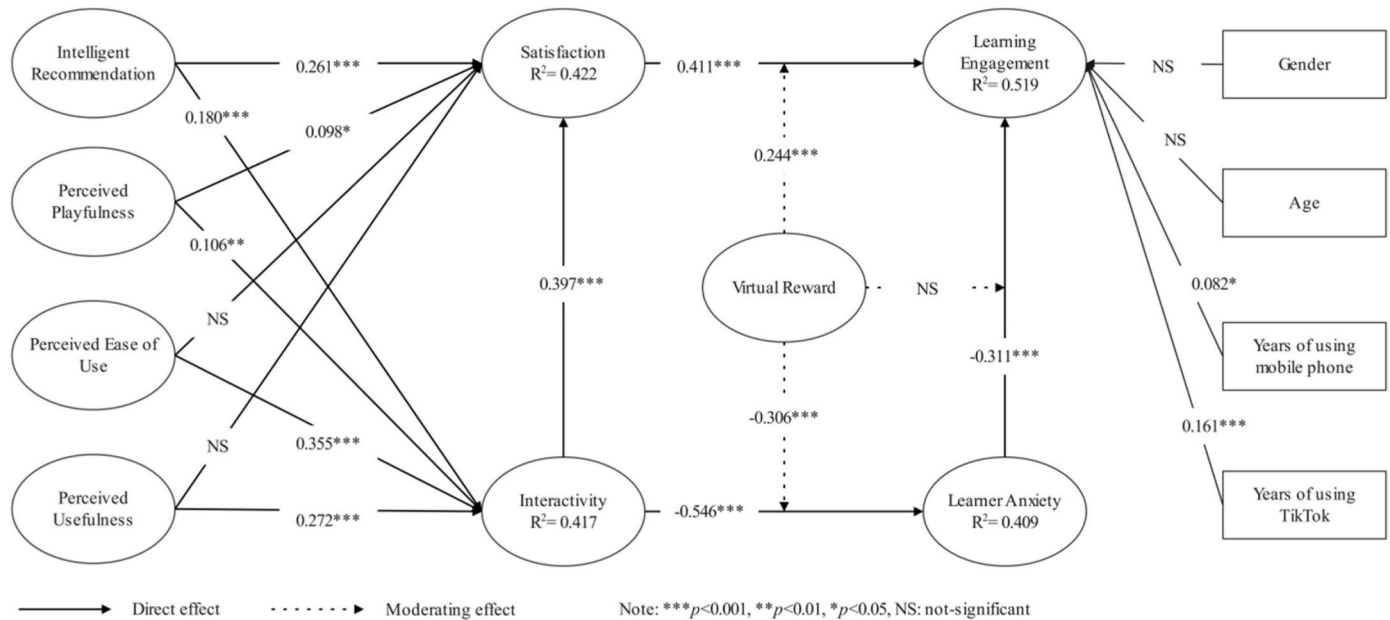 Intelligent
Recommendation
0.261***
Satisfaction
R²= 0.422
0.411***
Learning
Engagement
R²= 0.519
NS
Gender
0.180***
0.098*
NS
0.244***
Perceived
Playfulness
Age
0.106**
0.397***
Virtual Reward
NS
0.082*
NS
Perceived Ease of
Use
-0.311***
Years of using
mobile phone
-0.306***
0.161***
0.355***
NS
Perceived
Usefulness
0.272***
Interactivity
R²= 0.417
-0.546***
Learner Anxiety
R²= 0.409
Years of using
TikTok
Direct effect
Moderating effect
Note: ***p<0.001, **p<0.01, *p<0.05, NS: not-significant